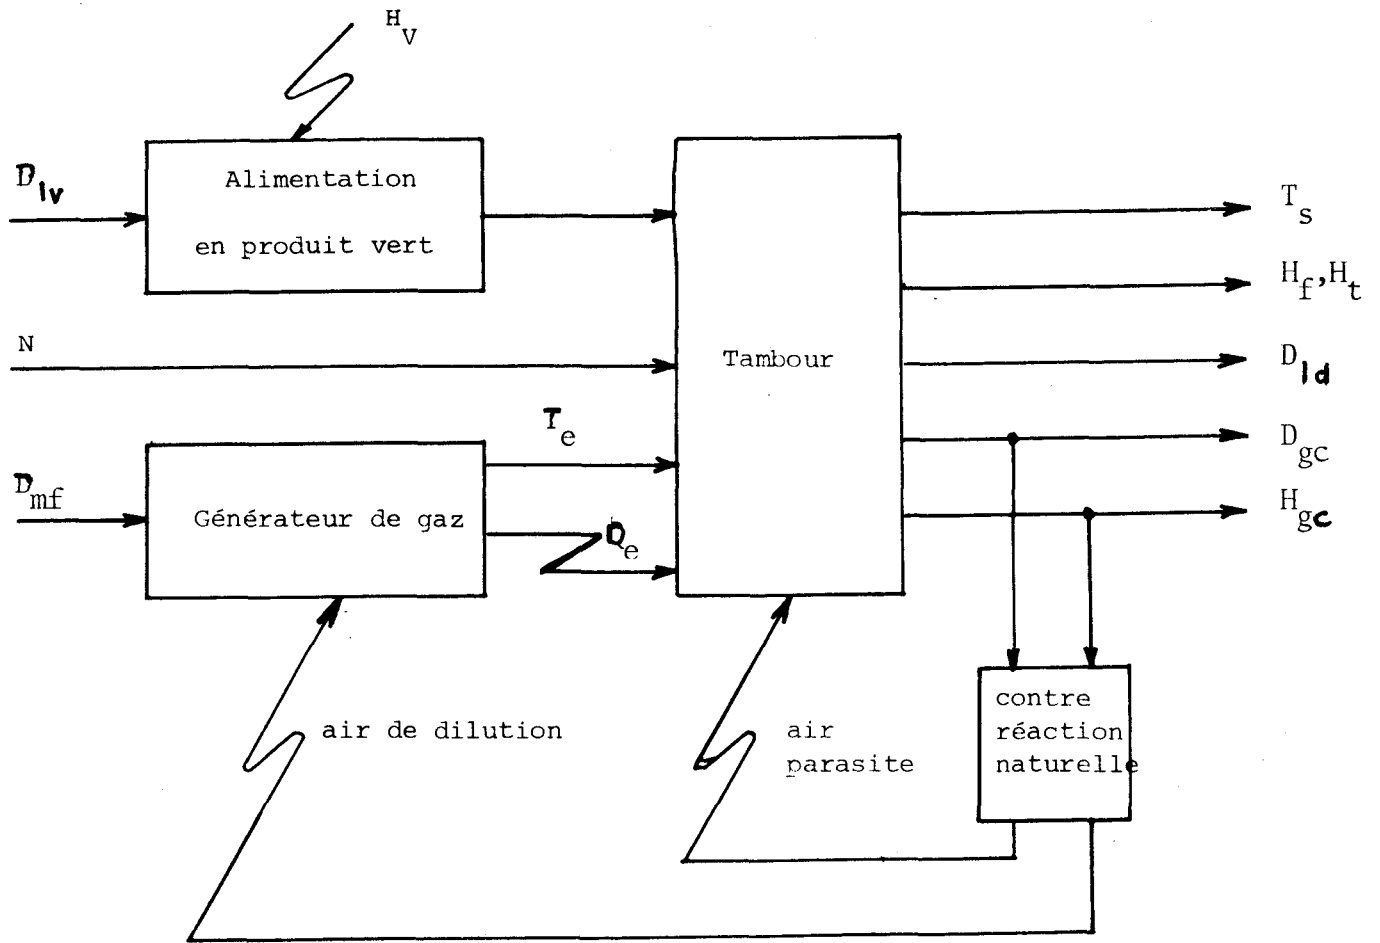 H_V
D_lv
Alimentation
en produit vert
N
D_mf
Générateur de gaz
T_e
D_e
Tambour
T_s
H_f,H_t
D_ld
D_gc
H_gc
air de dilution
air
parasite
contre
réaction
naturelle